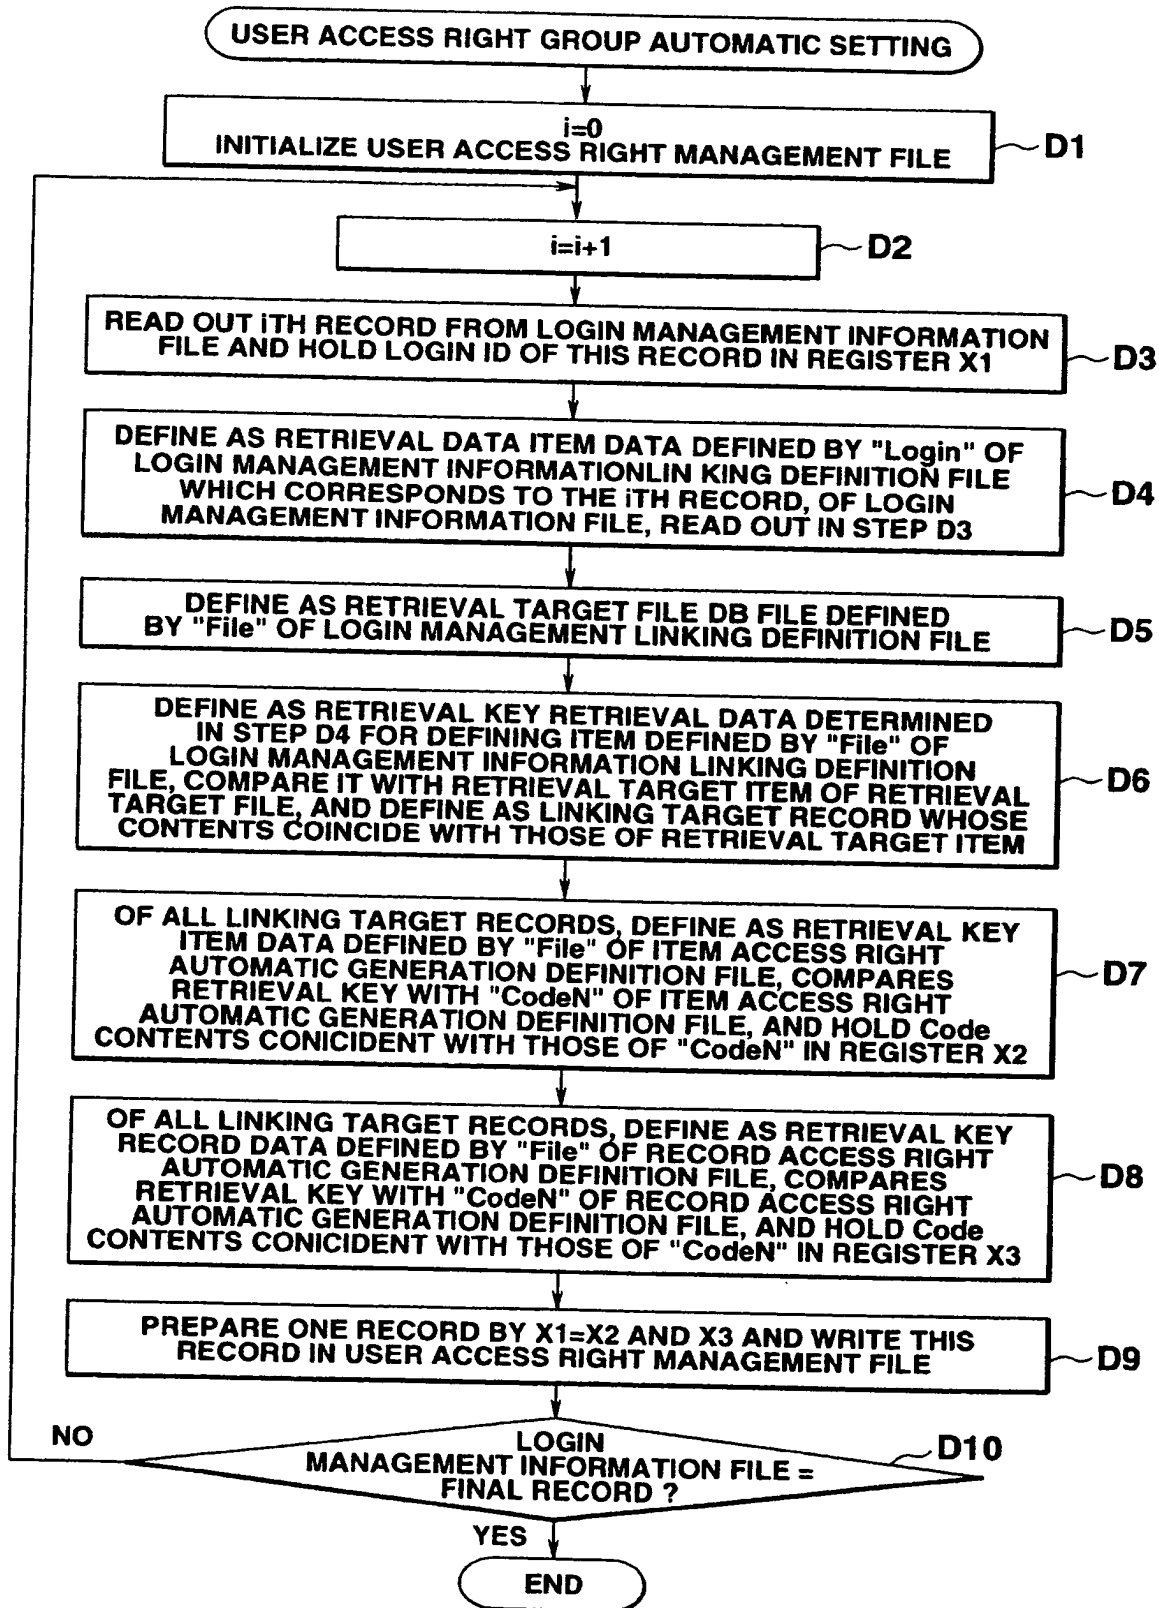 USER ACCESS RIGHT GROUP AUTOMATIC SETTING
i=0
INITIALIZE USER ACCESS RIGHT MANAGEMENT FILE
D1
i=i+1
D2
READ OUT iTH RECORD FROM LOGIN MANAGEMENT INFORMATION
FILE AND HOLD LOGIN ID OF THIS RECORD IN REGISTER X1
D3
DEFINE AS RETRIEVAL DATA ITEM DATA DEFINED BY "Login" OF
LOGIN MANAGEMENT INFORMATIONLIN KING DEFINITION FILE
WHICH CORRESPONDS TO THE iTH RECORD, OF LOGIN
MANAGEMENT INFORMATION FILE, READ OUT IN STEP D3
D4
DEFINE AS RETRIEVAL TARGET FILE DB FILE DEFINED
BY "File" OF LOGIN MANAGEMENT LINKING DEFINITION FILE
D5
DEFINE AS RETRIEVAL KEY RETRIEVAL DATA DETERMINED
IN STEP D4 FOR DEFINING ITEM DEFINED BY "File" OF
LOGIN MANAGEMENT INFORMATION LINKING DEFINITION
FILE, COMPARE IT WITH RETRIEVAL TARGET ITEM OF RETRIEVAL
TARGET FILE, AND DEFINE AS LINKING TARGET RECORD WHOSE
CONTENTS COINCIDE WITH THOSE OF RETRIEVAL TARGET ITEM
D6
OF ALL LINKING TARGET RECORDS, DEFINE AS RETRIEVAL KEY
ITEM DATA DEFINED BY "File" OF ITEM ACCESS RIGHT
AUTOMATIC GENERATION DEFINITION FILE, COMPARES
RETRIEVAL KEY WITH "CodeN" OF ITEM ACCESS RIGHT
AUTOMATIC GENERATION DEFINITION FILE, AND HOLD Code
CONTENTS CONICIDENT WITH THOSE OF "CodeN" IN REGISTER X2
D7
OF ALL LINKING TARGET RECORDS, DEFINE AS RETRIEVAL KEY
RECORD DATA DEFINED BY "File" OF RECORD ACCESS RIGHT
AUTOMATIC GENERATION DEFINITION FILE, COMPARES
RETRIEVAL KEY WITH "CodeN" OF RECORD ACCESS RIGHT
AUTOMATIC GENERATION DEFINITION FILE, AND HOLD Code
CONTENTS CONICIDENT WITH THOSE OF "CodeN" IN REGISTER X3
D8
PREPARE ONE RECORD BY X1=X2 AND X3 AND WRITE THIS
RECORD IN USER ACCESS RIGHT MANAGEMENT FILE
D9
NO
LOGIN
MANAGEMENT INFORMATION FILE =
FINAL RECORD ?
D10
YES
END